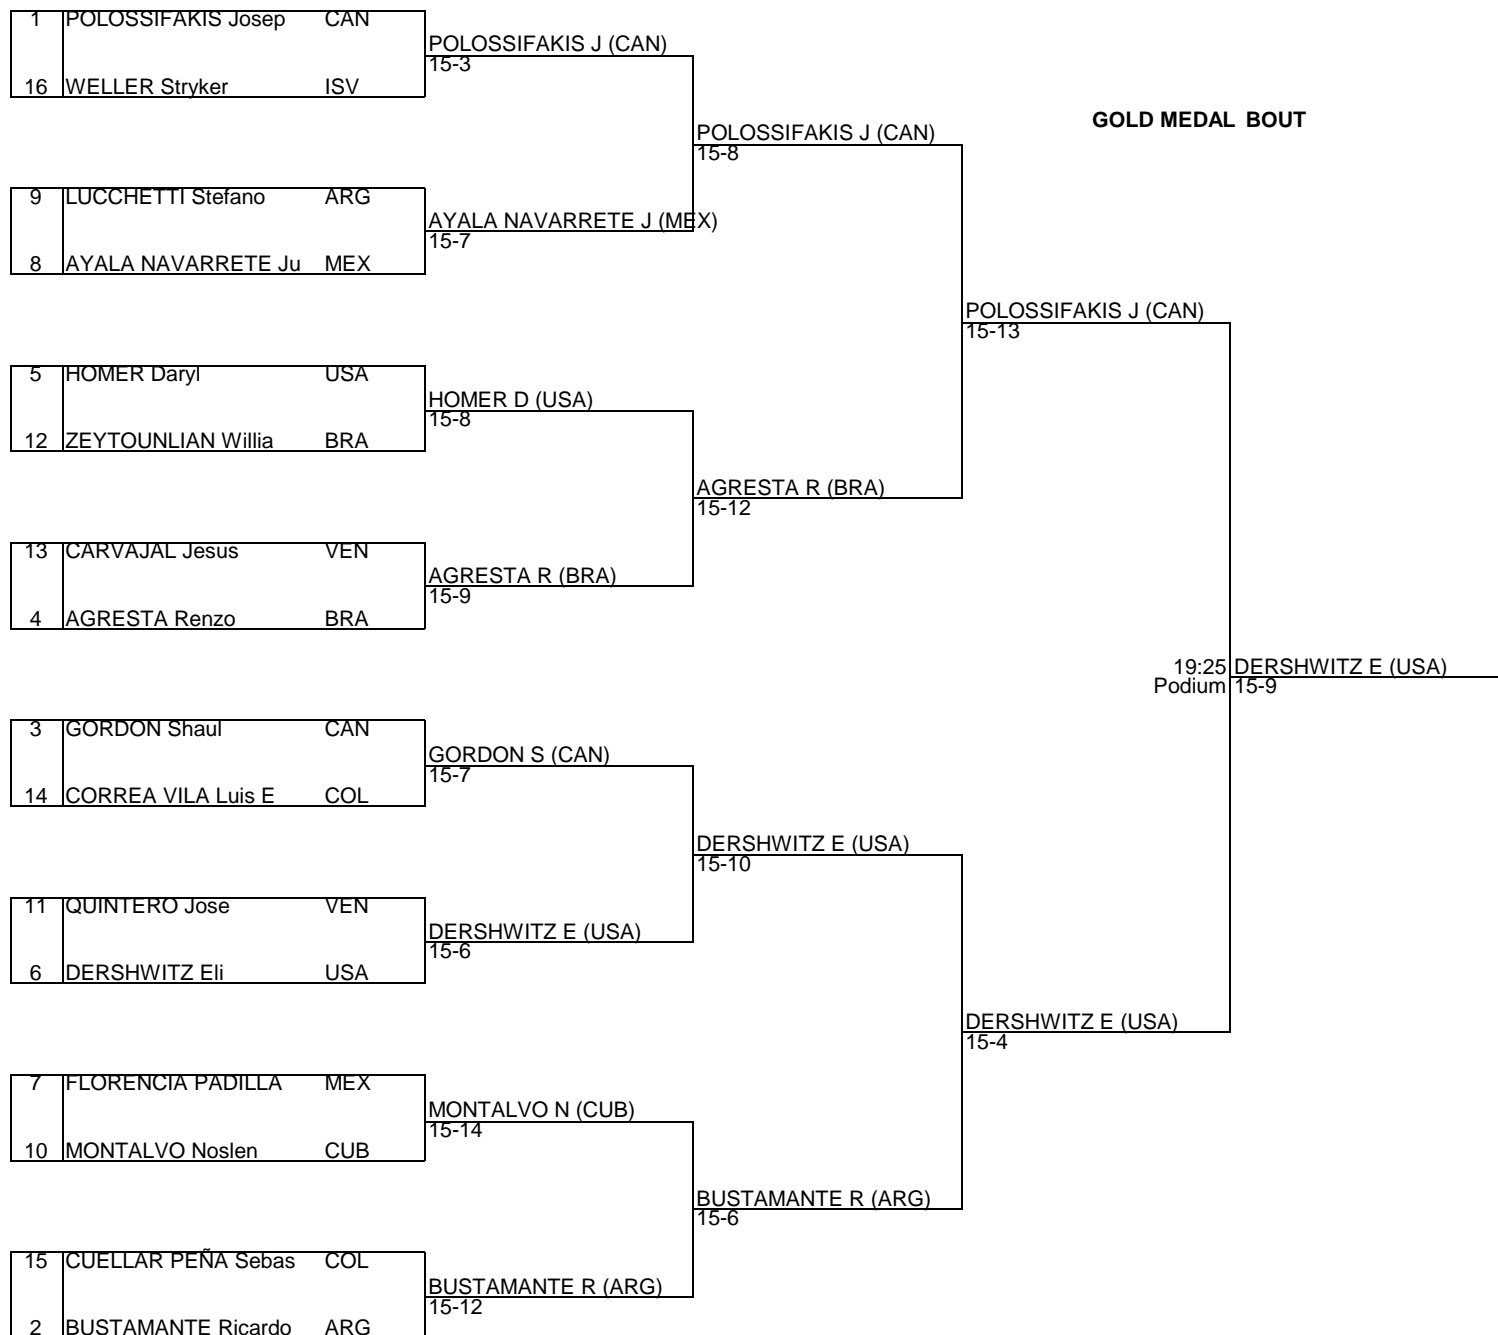 1 POLOSSIFAKIS Josep CAN
POLOSSIFAKIS J (CAN)
15-3
16 WELLER Stryker ISV
GOLD MEDAL BOUT
POLOSSIFAKIS J (CAN)
15-8
9 LUCCHETTI Stefano ARG
AYALA NAVARRETE J (MEX)
15-7
8 AYALA NAVARRETE Ju MEX
POLOSSIFAKIS J (CAN)
15-13
5 HOMER Daryl USA
HOMER D (USA)
15-8
12 ZEYTOUNLIAN Willia BRA
AGRESTA R (BRA)
15-12
13 CARVAJAL Jesus VEN
AGRESTA R (BRA)
15-9
4 AGRESTA Renzo BRA
19:25 DERSHWITZ E (USA)
Podium 15-9
3 GORDON Shaul CAN
GORDON S (CAN)
15-7
14 CORREA VILA Luis E COL
DERSHWITZ E (USA)
15-10
11 QUINTERO Jose VEN
DERSHWITZ E (USA)
15-6
6 DERSHWITZ Eli USA
DERSHWITZ E (USA)
15-4
7 FLORENCIA PADILLA MEX
MONTALVO N (CUB)
15-14
10 MONTALVO Noslen CUB
BUSTAMANTE R (ARG)
15-6
15 CUELLAR PEÑA Sebas COL
BUSTAMANTE R (ARG)
15-12
2 BUSTAMANTE Ricardo ARG